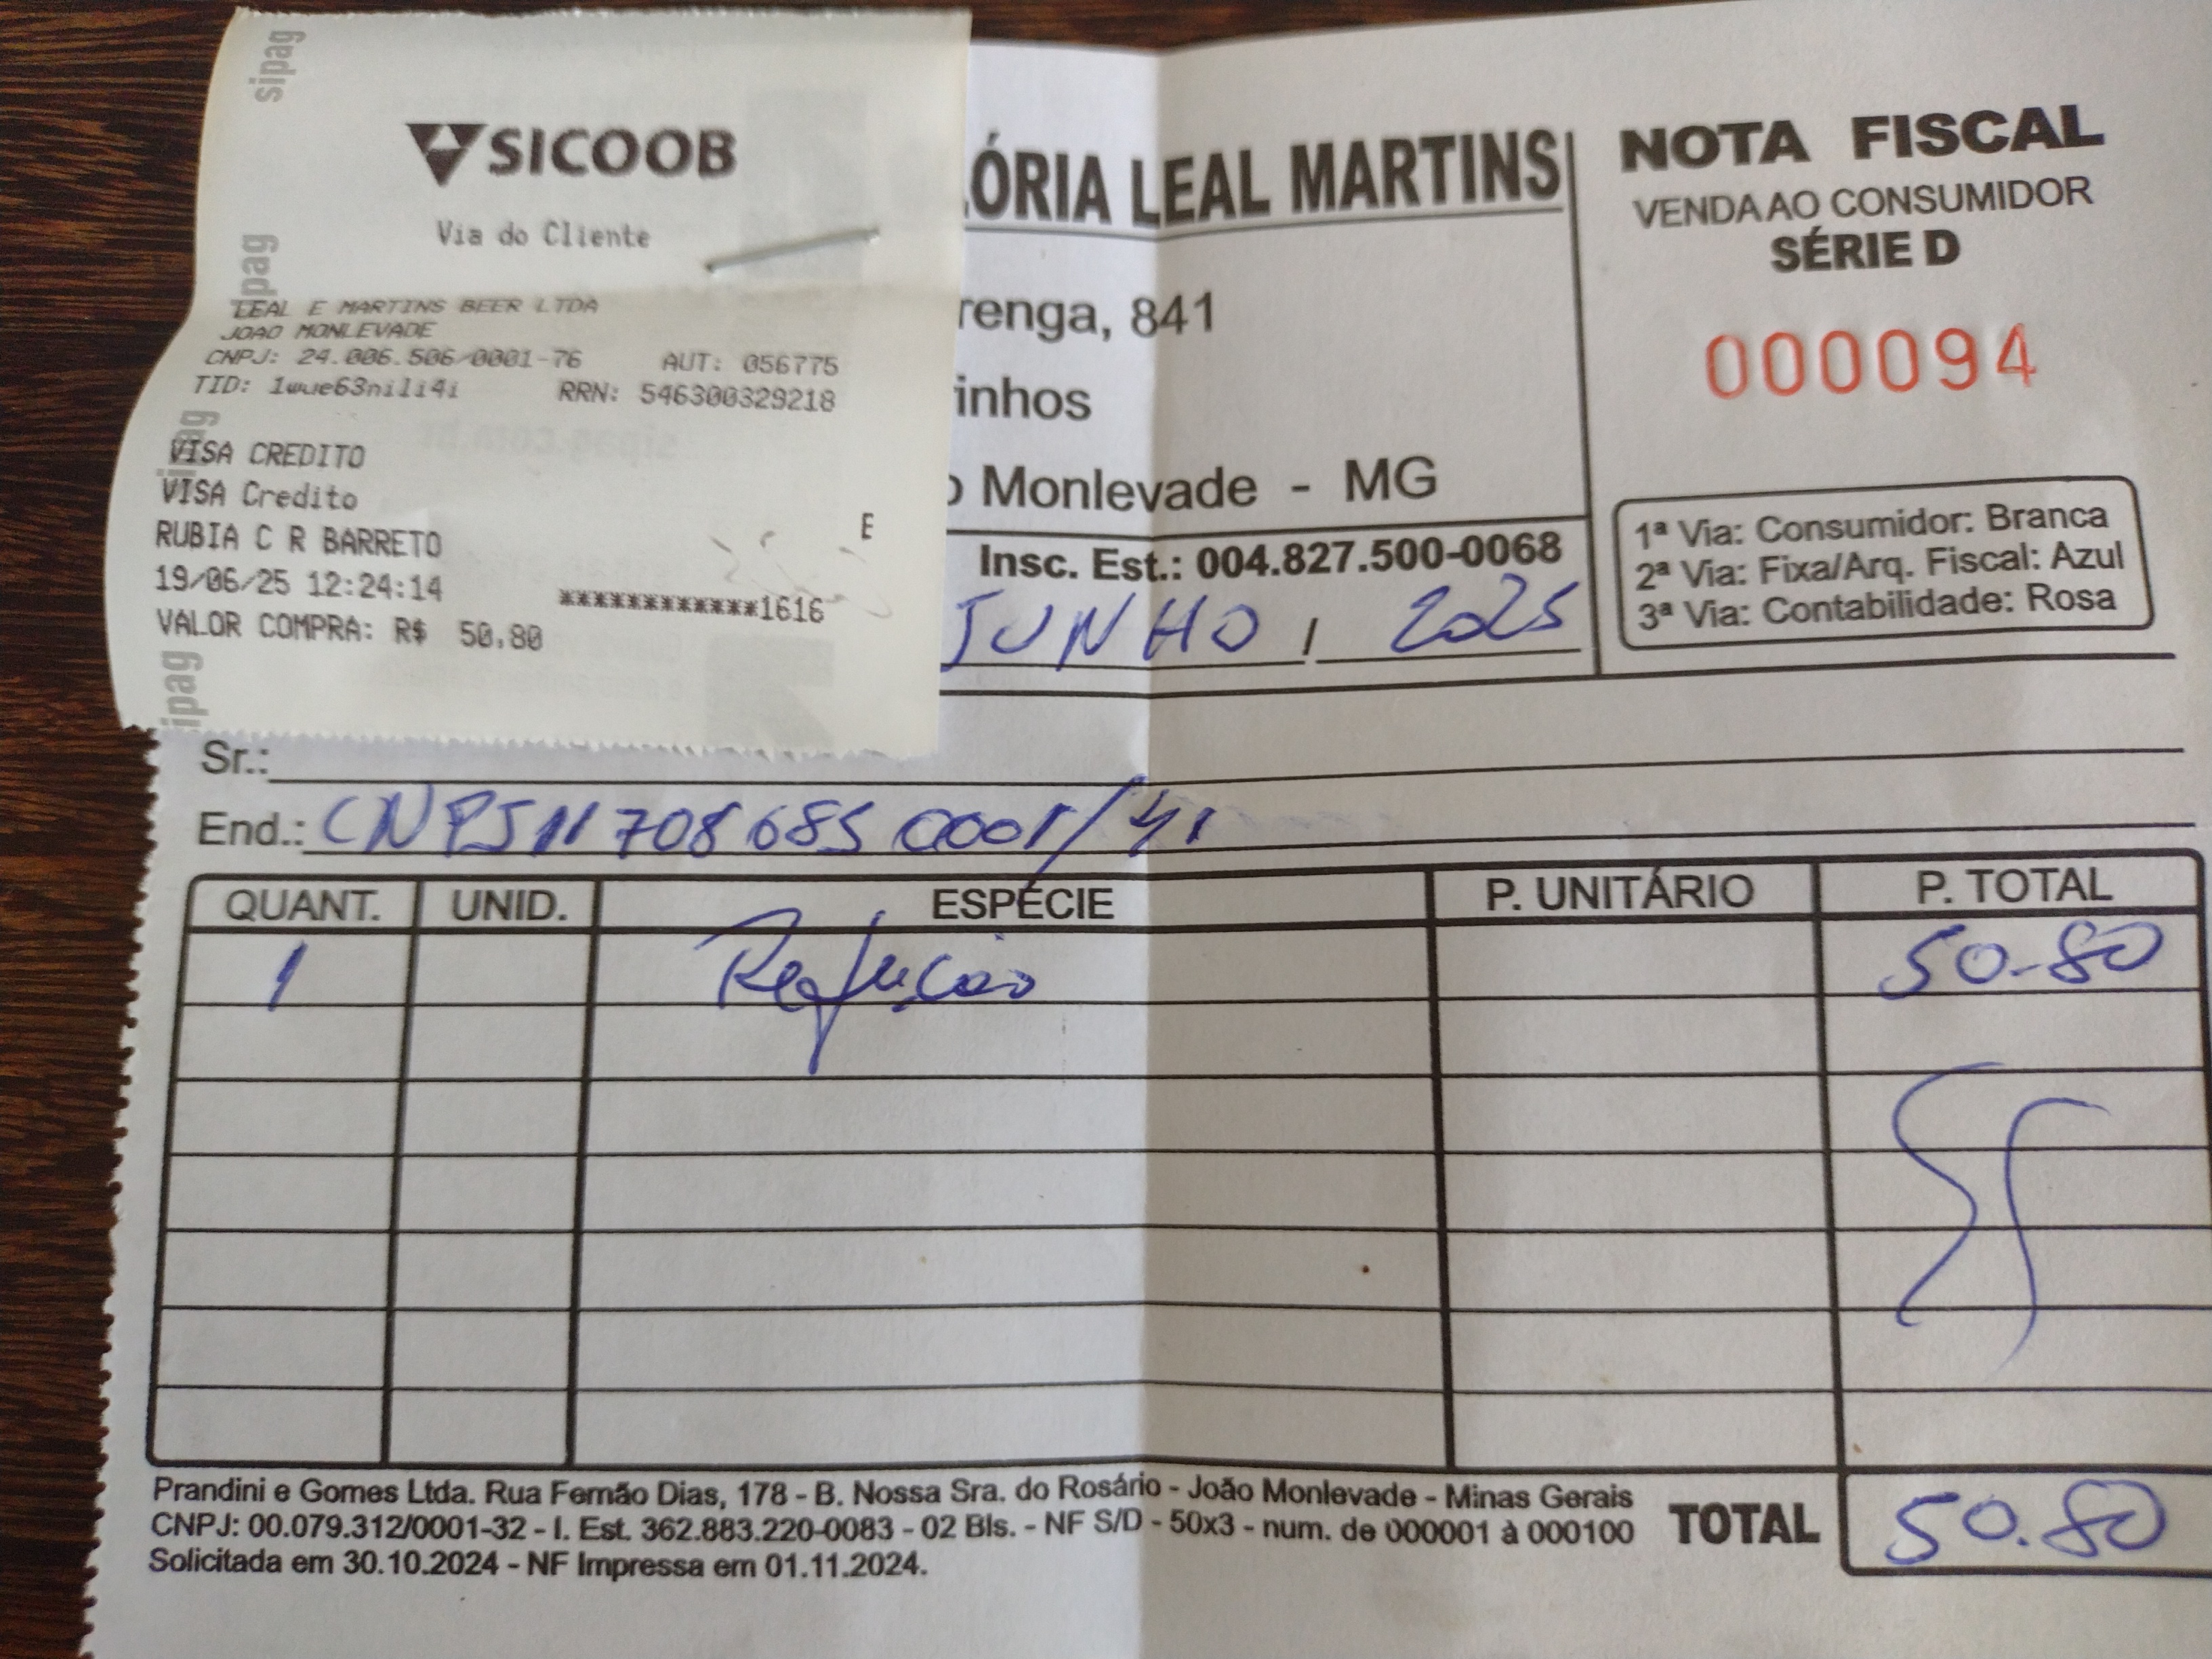 sipag
SICOOB
Via do Cliente
sipag
LEAL E MARTINS BEER LTDA
JOAO MONLEVADE
CNPJ: 24.006.506/0001-76 AUT: 056775
TID: 1wue63nili4i RRN: 546300329218
sipag
VISA CREDITO
VISA Credito
RUBIA C R BARRETO E
19/06/25 12:24:14 ************1616
VALOR COMPRA: R$ 50,80
sipag
ÓRIA LEAL MARTINS
renga, 841
inhos
Monlevade - MG
Insc. Est.: 004.827.500-0068
JUNHO / 2025
NOTA FISCAL
VENDA AO CONSUMIDOR
SÉRIE D
000094
1ª Via: Consumidor: Branca
2ª Via: Fixa/Arq. Fiscal: Azul
3ª Via: Contabilidade: Rosa
Sr.:
End.: CNPJ 11 708 685 0001/41
QUANT. UNID. ESPÉCIE P. UNITÁRIO P. TOTAL
1 Refeição 50.80
Prandini e Gomes Ltda. Rua Fernão Dias, 178 - B. Nossa Sra. do Rosário - João Monlevade - Minas Gerais
CNPJ: 00.079.312/0001-32 - I. Est. 362.883.220-0083 - 02 Bls. - NF S/D - 50x3 - num. de 000001 à 000100
Solicitada em 30.10.2024 - NF Impressa em 01.11.2024.
TOTAL 50.80